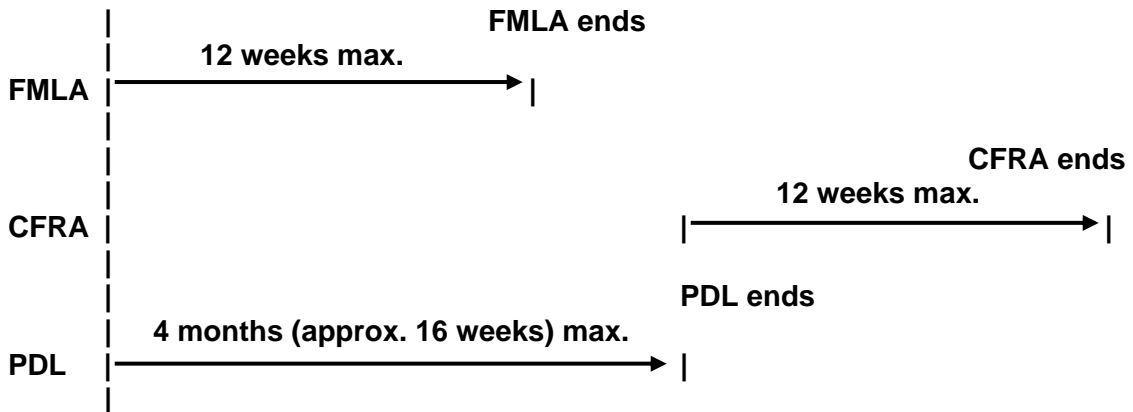 FMLA ends
12 weeks max.
FMLA
CFRA ends
12 weeks max.
CFRA
PDL ends
4 months (approx. 16 weeks) max.
PDL